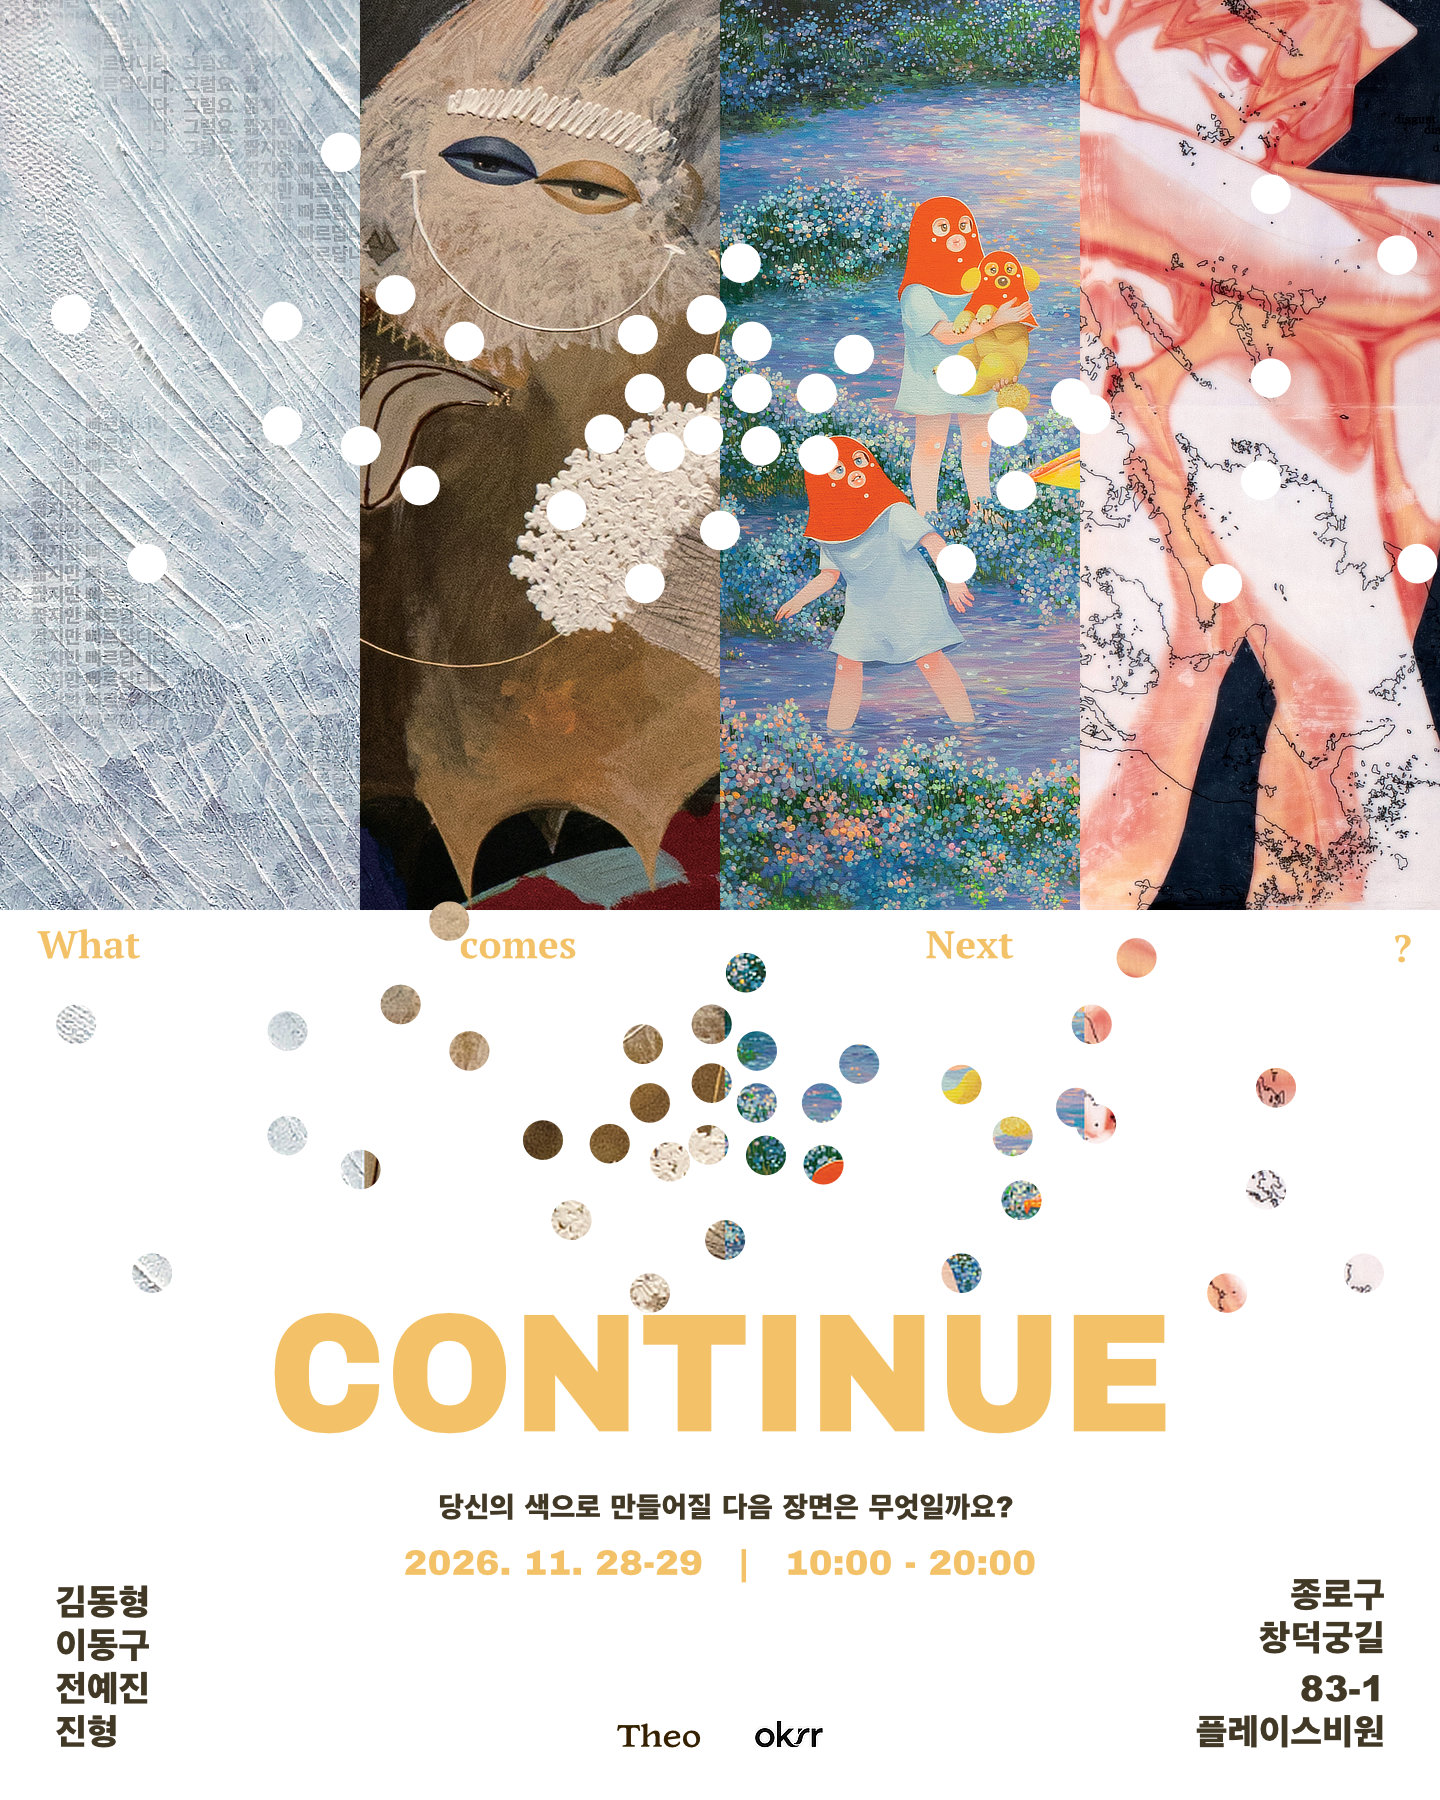 What comes Next ?
CONTINUE
당신의 색으로 만들어질 다음 장면은 무엇일까요?
2026. 11. 28-29 | 10:00 - 20:00
김동형
이동구
전예진
진형
종로구
창덕궁길
83-1
플레이스비원
Theo
okrr